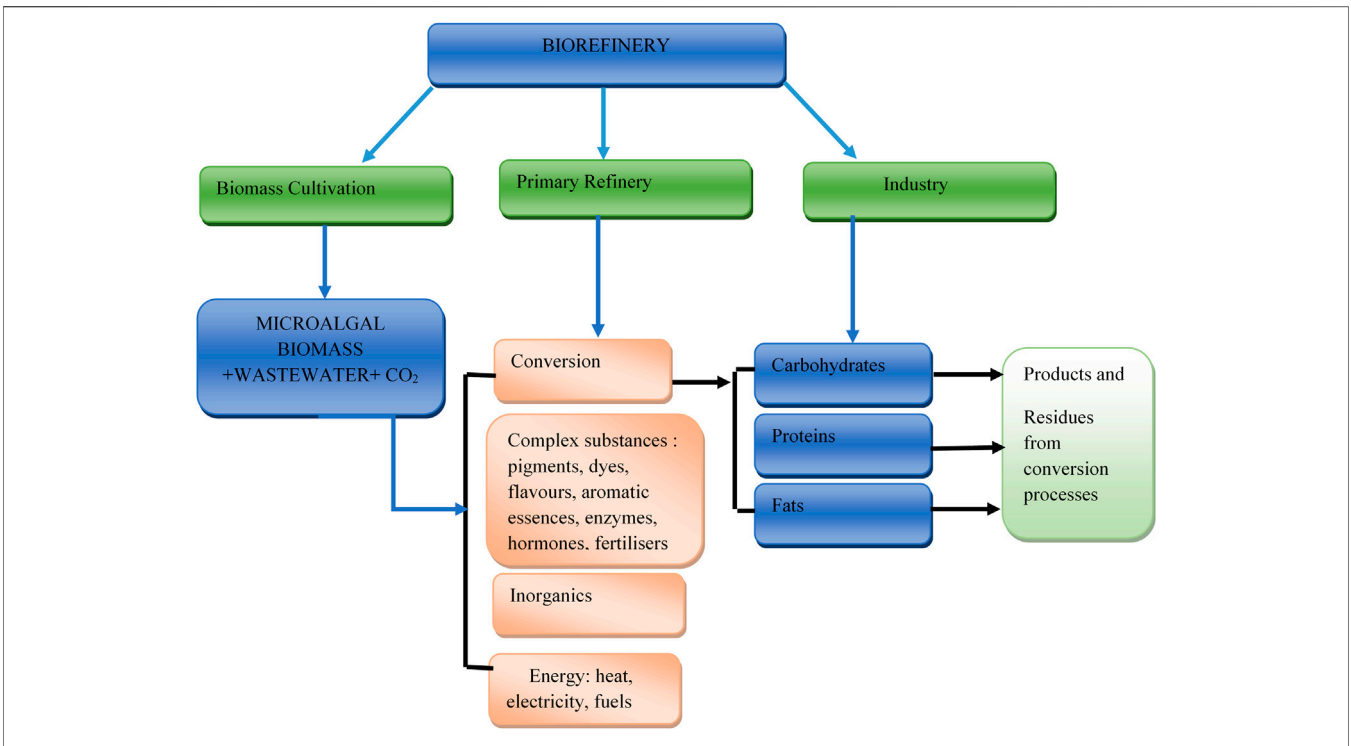 BIOREFINERY
Biomass Cultivation
Primary Refinery
Industry
MICROALGAL
BIOMASS
+WASTEWATER+ CO₂
Conversion
Complex substances :
pigments, dyes,
flavours, aromatic
essences, enzymes,
hormones, fertilisers
Inorganics
Energy: heat,
electricity, fuels
Carbohydrates
Proteins
Fats
Products and
Residues
from
conversion
processes